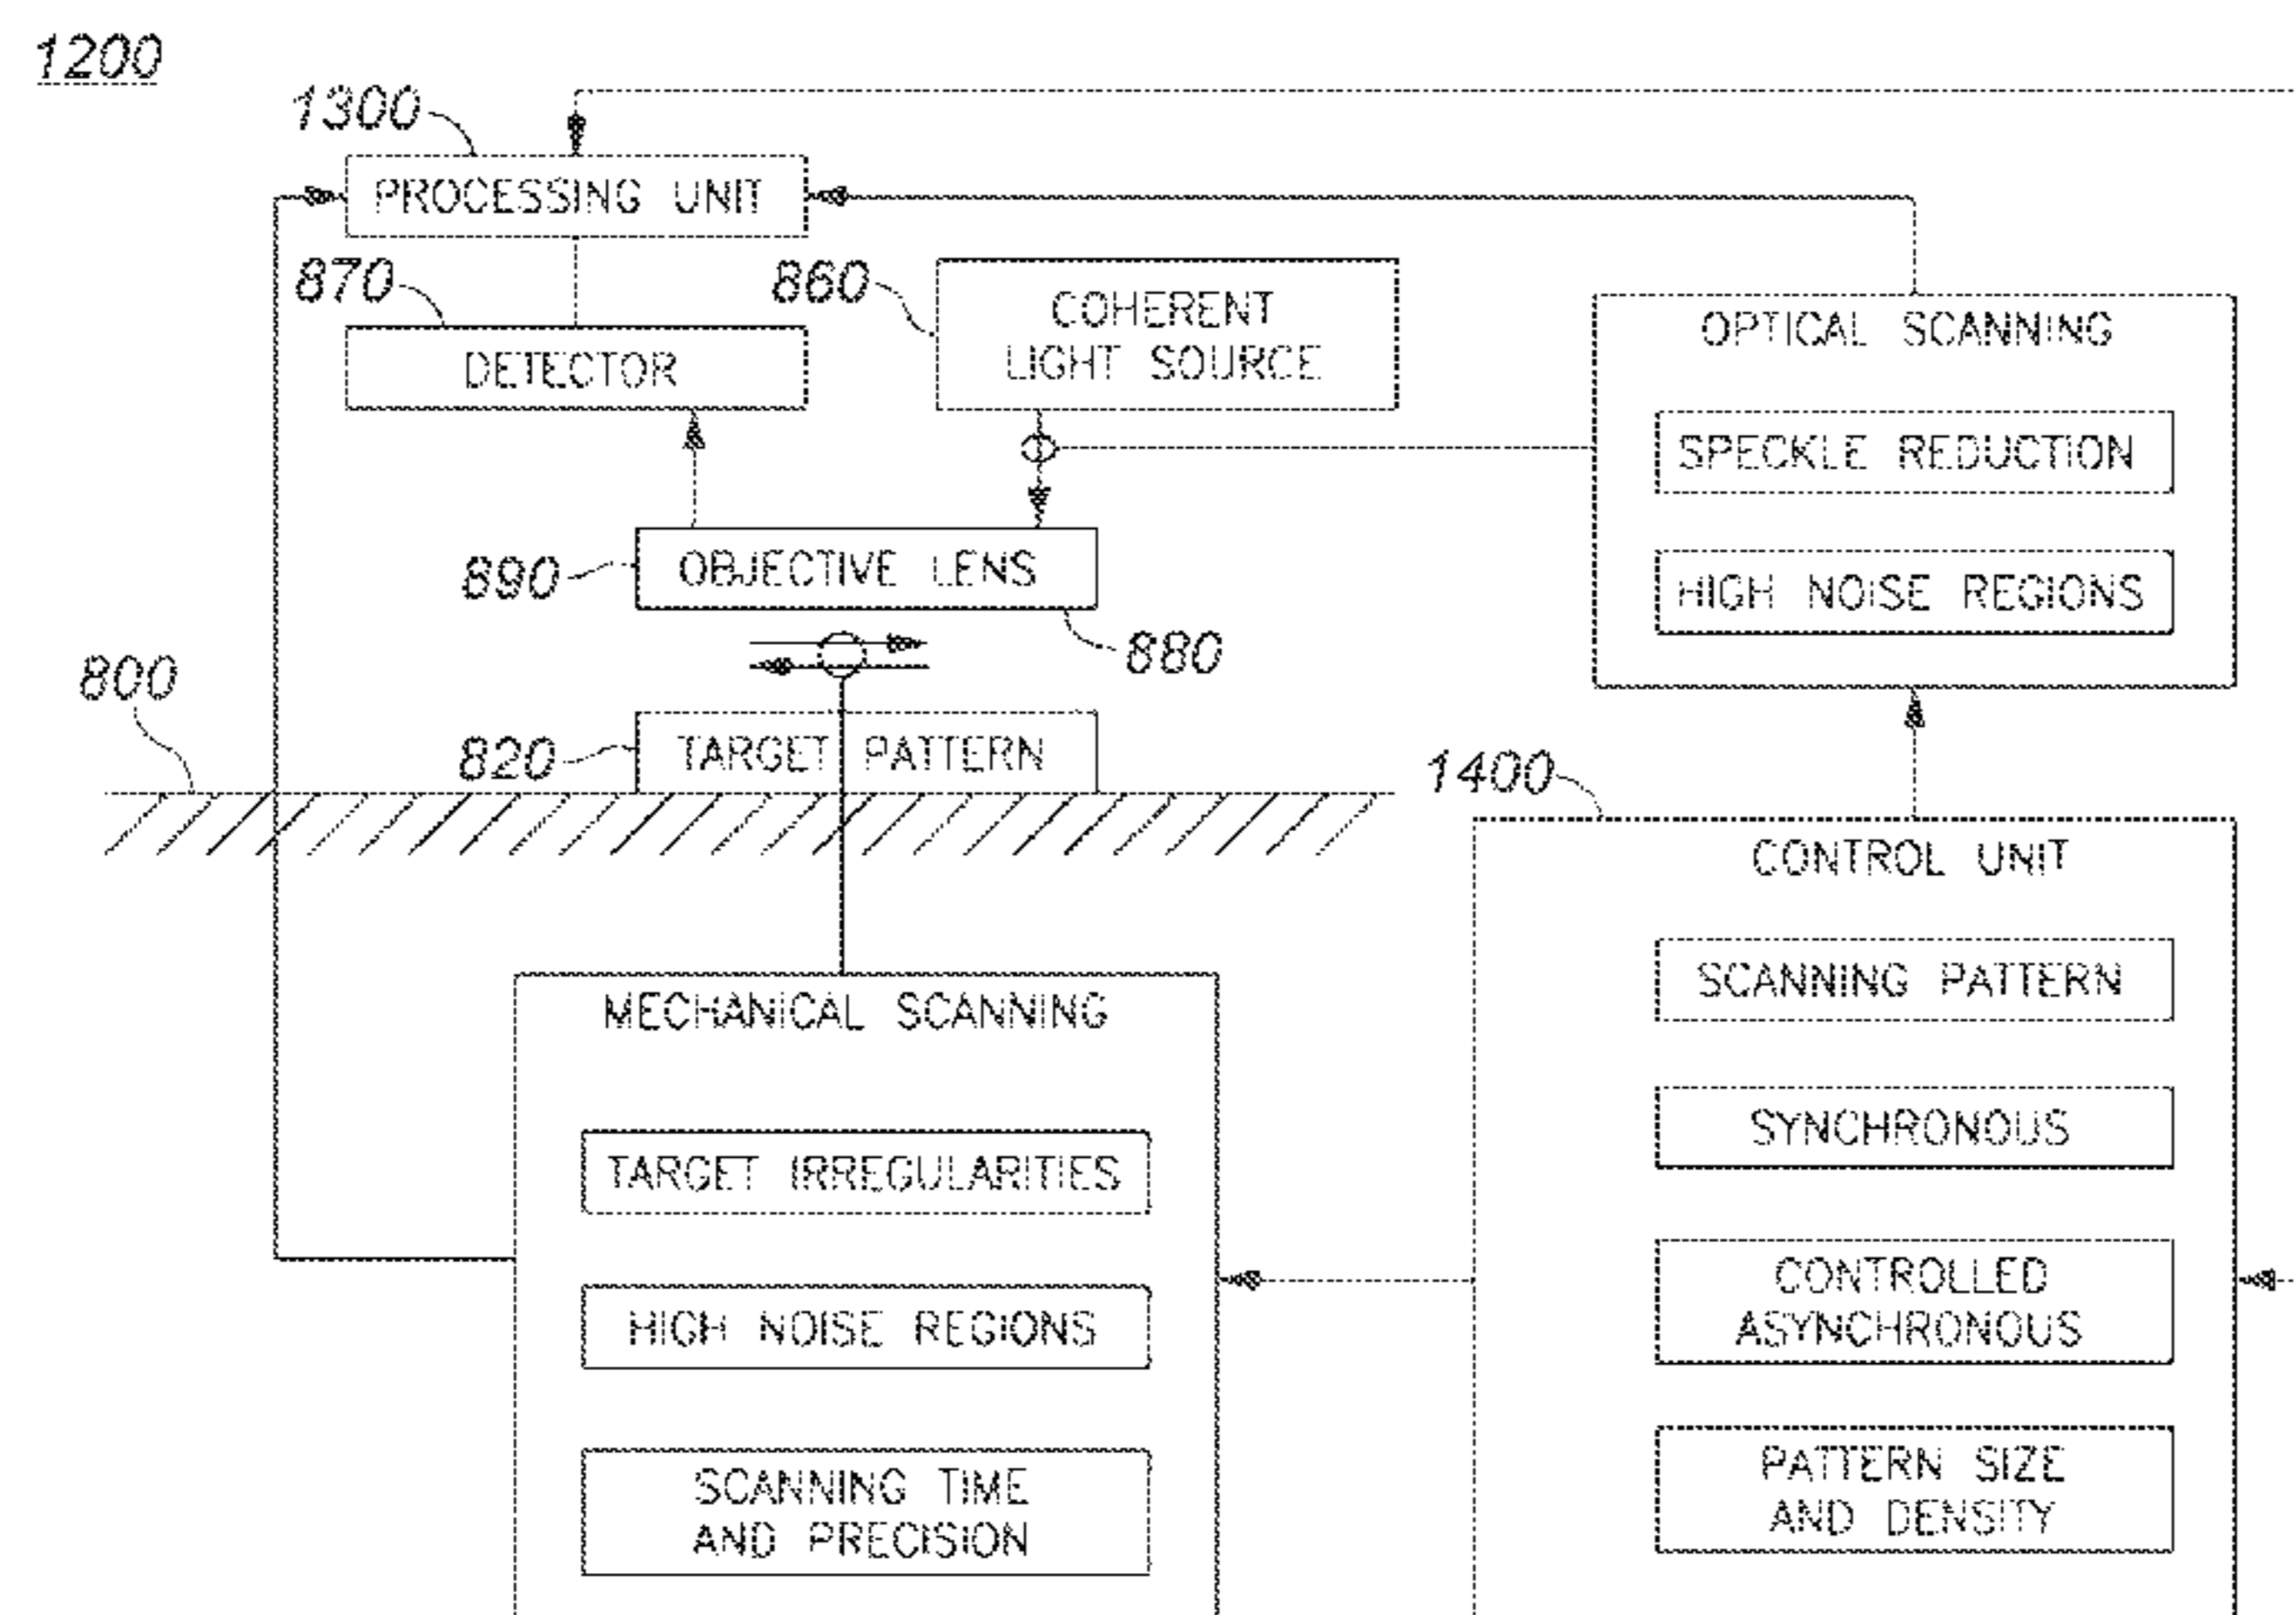 1200
1300
PROCESSING UNIT
870
DETECTOR
860
COHERENT
LIGHT SOURCE
OPTICAL SCANNING
SPECKLE REDUCTION
HIGH NOISE REGIONS
890
OBJECTIVE LENS
880
800
820
TARGET PATTERN
1400
CONTROL UNIT
SCANNING PATTERN
SYNCHRONOUS
CONTROLLED
ASYNCHRONOUS
PATTERN SIZE
AND DENSITY
MECHANICAL SCANNING
TARGET IRREGULARITIES
HIGH NOISE REGIONS
SCANNING TIME
AND PRECISION